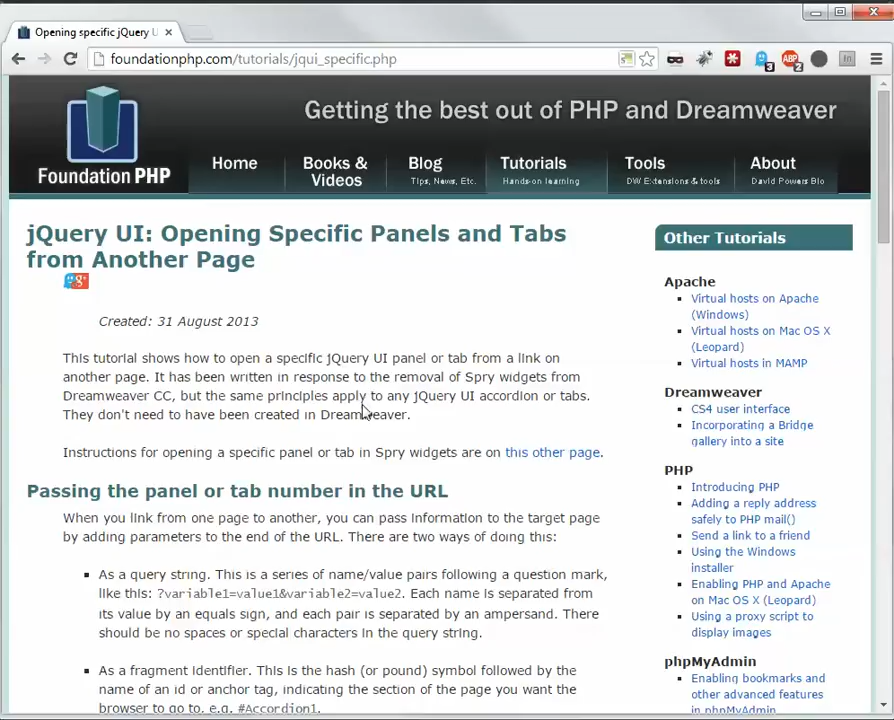 Opening specific jQuery U
foundationphp.com/tutorials/jqui_specific.php
3
ABP
2
in
Getting the best out of PHP and Dreamweaver
Foundation PHP
Home
Books &
Videos
Blog
Tips, News, Etc.
Tutorials
Hands-on learning
Tools
DW Extensions & tools
About
David Powers Bio
jQuery UI: Opening Specific Panels and Tabs
from Another Page
Created: 31 August 2013
This tutorial shows how to open a specific jQuery UI panel or tab from a link on
another page. It has been written in response to the removal of Spry widgets from
Dreamweaver CC, but the same principles apply to any jQuery UI accordion or tabs.
They don't need to have been created in Dreamweaver.
Instructions for opening a specific panel or tab in Spry widgets are on this other page.
Passing the panel or tab number in the URL
When you link from one page to another, you can pass information to the target page
by adding parameters to the end of the URL. There are two ways of doing this:
As a query string. This is a series of name/value pairs following a question mark,
like this: ?variable1=value1&variable2=value2. Each name is separated from
its value by an equals sign, and each pair is separated by an ampersand. There
should be no spaces or special characters in the query string.
As a fragment identifier. This is the hash (or pound) symbol followed by the
name of an id or anchor tag, indicating the section of the page you want the
browser to go to, e.g. #Accordion1.
Other Tutorials
Apache
Virtual hosts on Apache
(Windows)
Virtual hosts on Mac OS X
(Leopard)
Virtual hosts in MAMP
Dreamweaver
CS4 user interface
Incorporating a Bridge
gallery into a site
PHP
Introducing PHP
Adding a reply address
safely to PHP mail()
Send a link to a friend
Using the Windows
installer
Enabling PHP and Apache
on Mac OS X (Leopard)
Using a proxy script to
display images
phpMyAdmin
Enabling bookmarks and
other advanced features
in phpMyAdmin